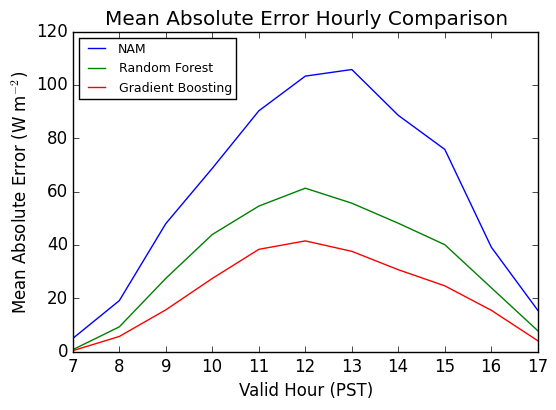 Mean Absolute Error Hourly Comparison
120
100
80
60
40
20
0
Mean Absolute Error (W m⁻²)
NAM
Random Forest
Gradient Boosting
7 8 9 10 11 12 13 14 15 16 17
Valid Hour (PST)